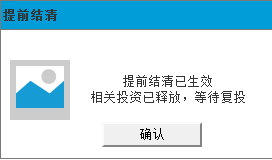 提前结清
提前结清已生效
相关投资已释放，等待复投
确认